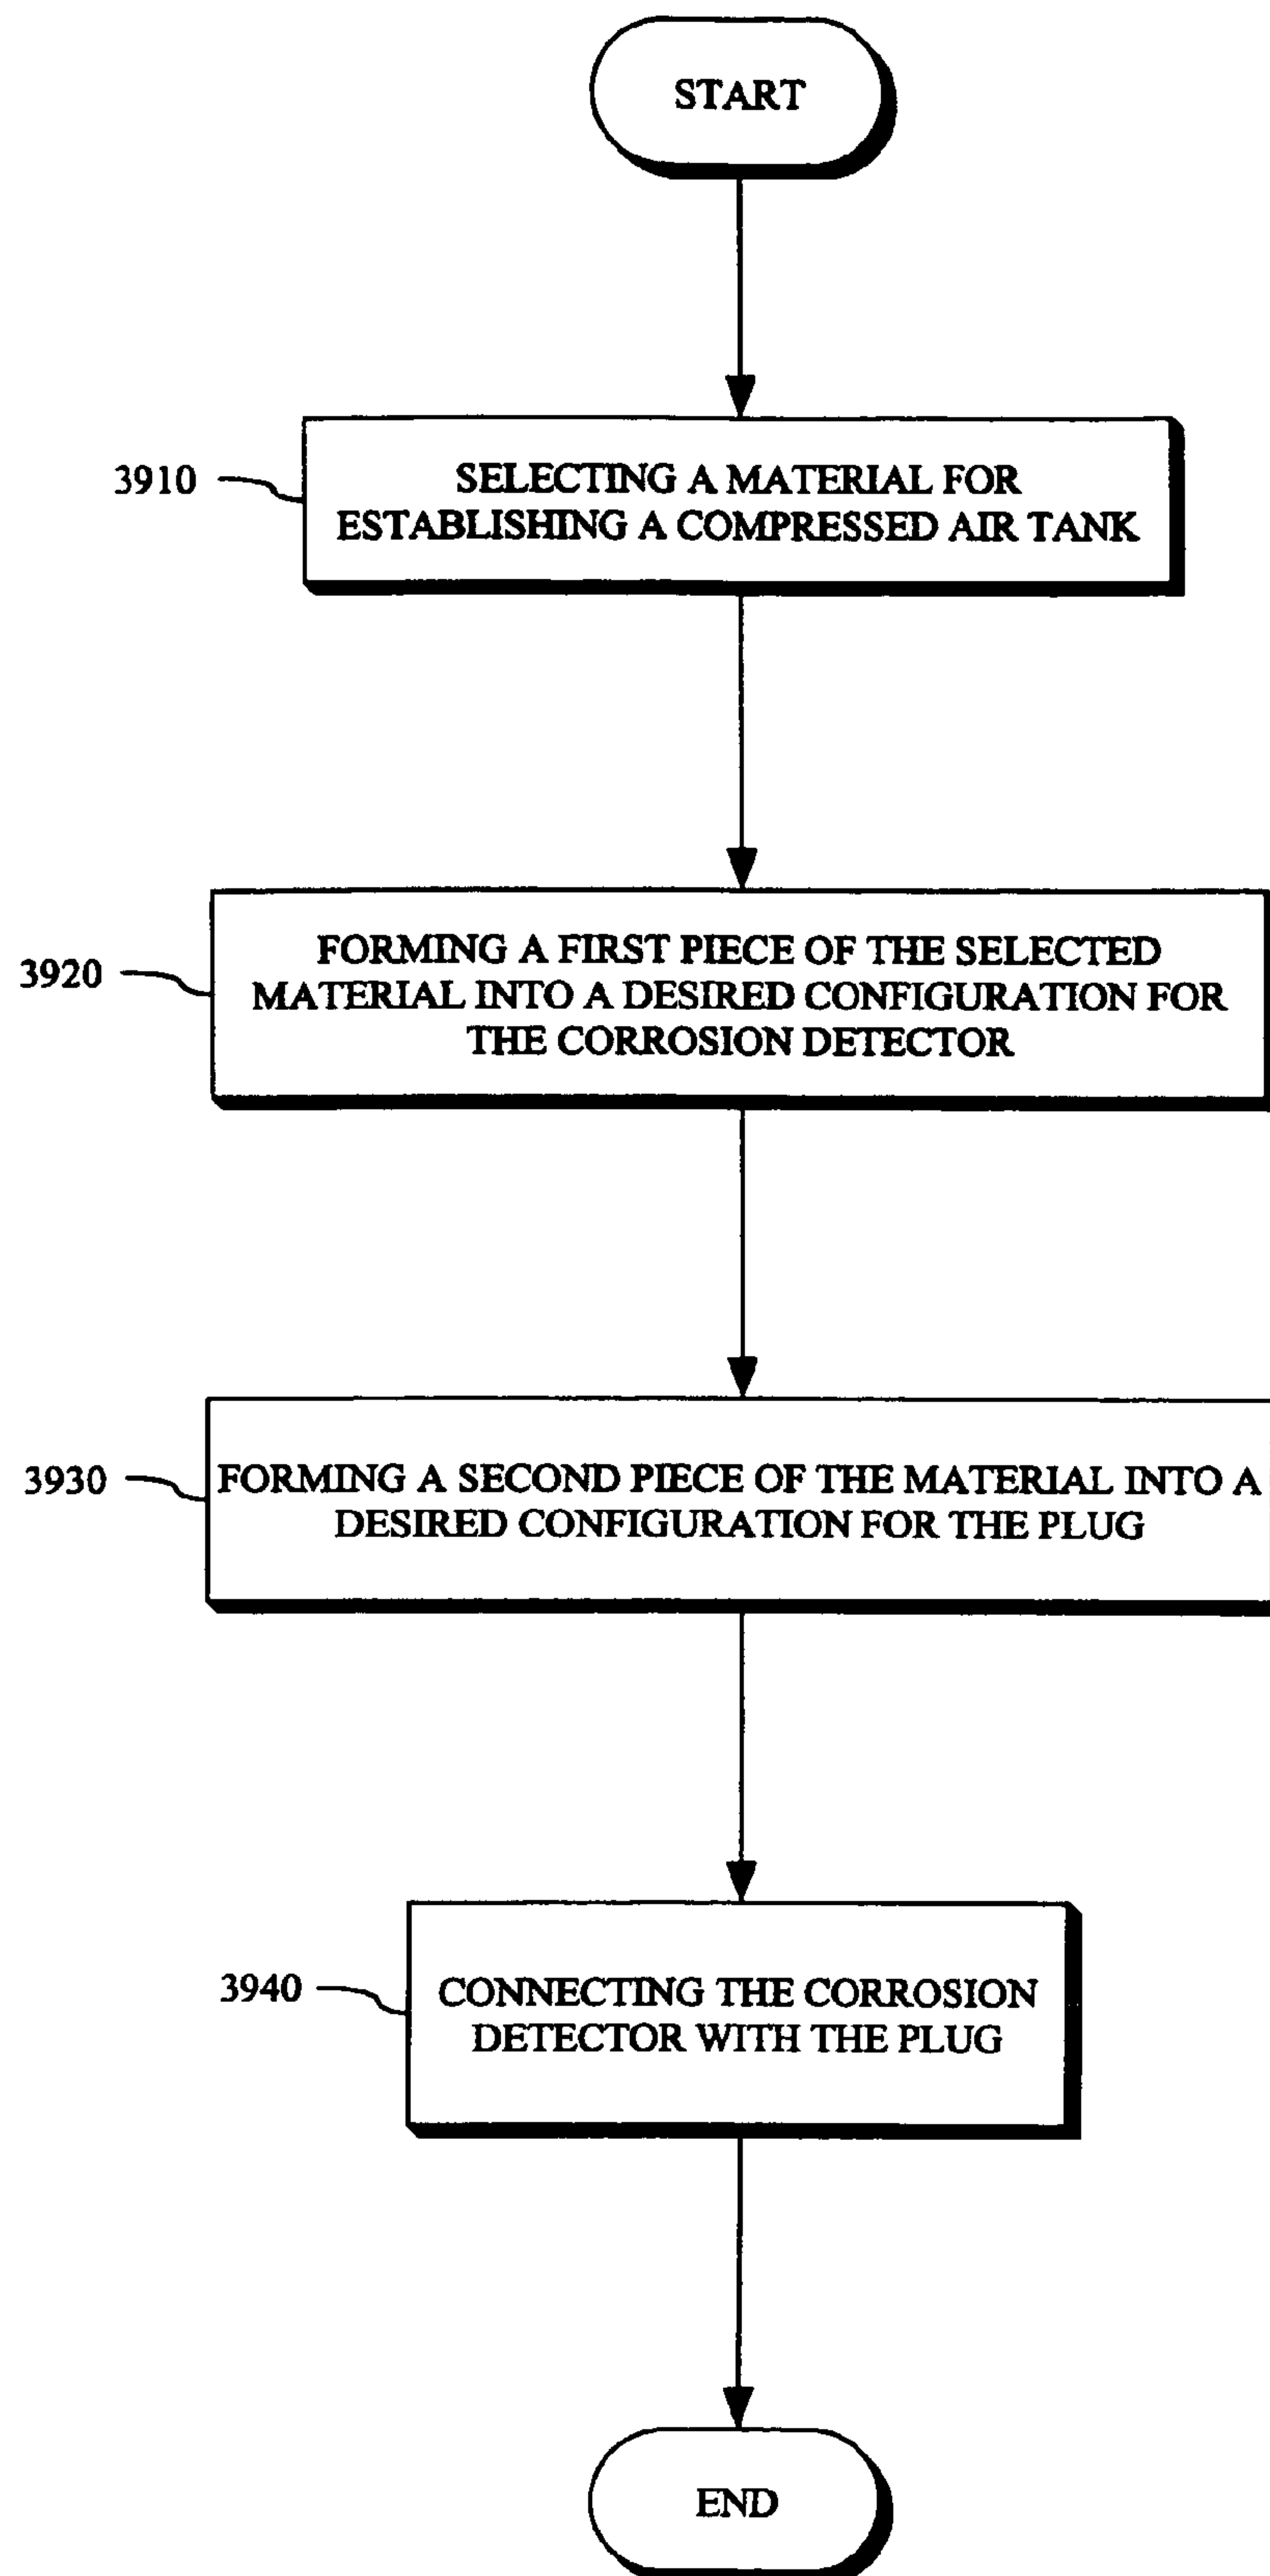 START
3910
SELECTING A MATERIAL FOR
ESTABLISHING A COMPRESSED AIR TANK
3920
FORMING A FIRST PIECE OF THE SELECTED
MATERIAL INTO A DESIRED CONFIGURATION FOR
THE CORROSION DETECTOR
3930
FORMING A SECOND PIECE OF THE MATERIAL INTO A
DESIRED CONFIGURATION FOR THE PLUG
3940
CONNECTING THE CORROSION
DETECTOR WITH THE PLUG
END